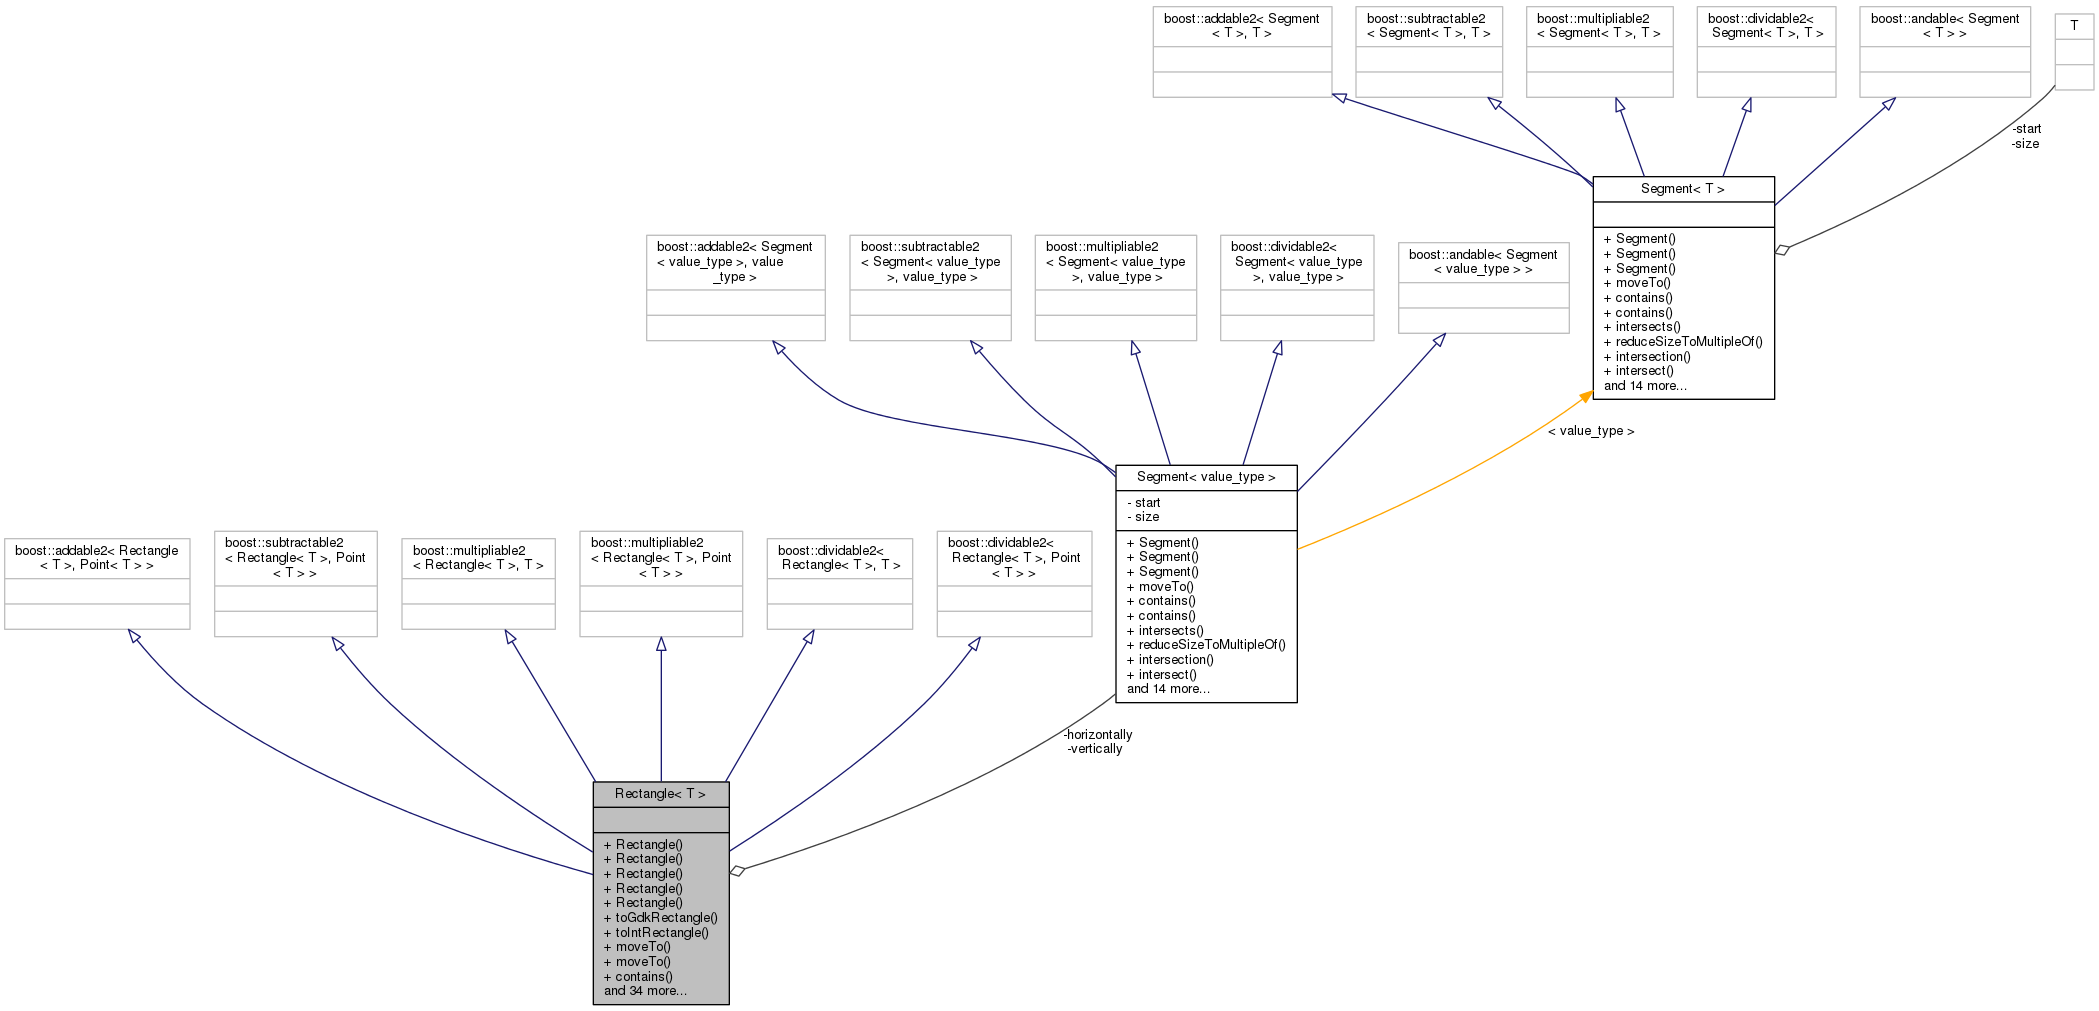 boost::addable2< Segment
< T >, T >
boost::subtractable2
< Segment< T >, T >
boost::multipliable2
< Segment< T >, T >
boost::dividable2<
Segment< T >, T >
boost::andable< Segment
< T > >
T
-start
-size
Segment< T >
+ Segment()
+ Segment()
+ Segment()
+ moveTo()
+ contains()
+ contains()
+ intersects()
+ reduceSizeToMultipleOf()
+ intersection()
+ intersect()
and 14 more...
< value_type >
boost::addable2< Segment
< value_type >, value
_type >
boost::subtractable2
< Segment< value_type
>, value_type >
boost::multipliable2
< Segment< value_type
>, value_type >
boost::dividable2<
Segment< value_type
>, value_type >
boost::andable< Segment
< value_type > >
Segment< value_type >
- start
- size
+ Segment()
+ Segment()
+ Segment()
+ moveTo()
+ contains()
+ contains()
+ intersects()
+ reduceSizeToMultipleOf()
+ intersection()
+ intersect()
and 14 more...
-horizontally
-vertically
boost::addable2< Rectangle
< T >, Point< T > >
boost::subtractable2
< Rectangle< T >, Point
< T > >
boost::multipliable2
< Rectangle< T >, T >
boost::multipliable2
< Rectangle< T >, Point
< T > >
boost::dividable2<
Rectangle< T >, T >
boost::dividable2<
Rectangle< T >, Point
< T > >
Rectangle< T >
+ Rectangle()
+ Rectangle()
+ Rectangle()
+ Rectangle()
+ Rectangle()
+ toGdkRectangle()
+ toIntRectangle()
+ moveTo()
+ moveTo()
+ contains()
and 34 more...